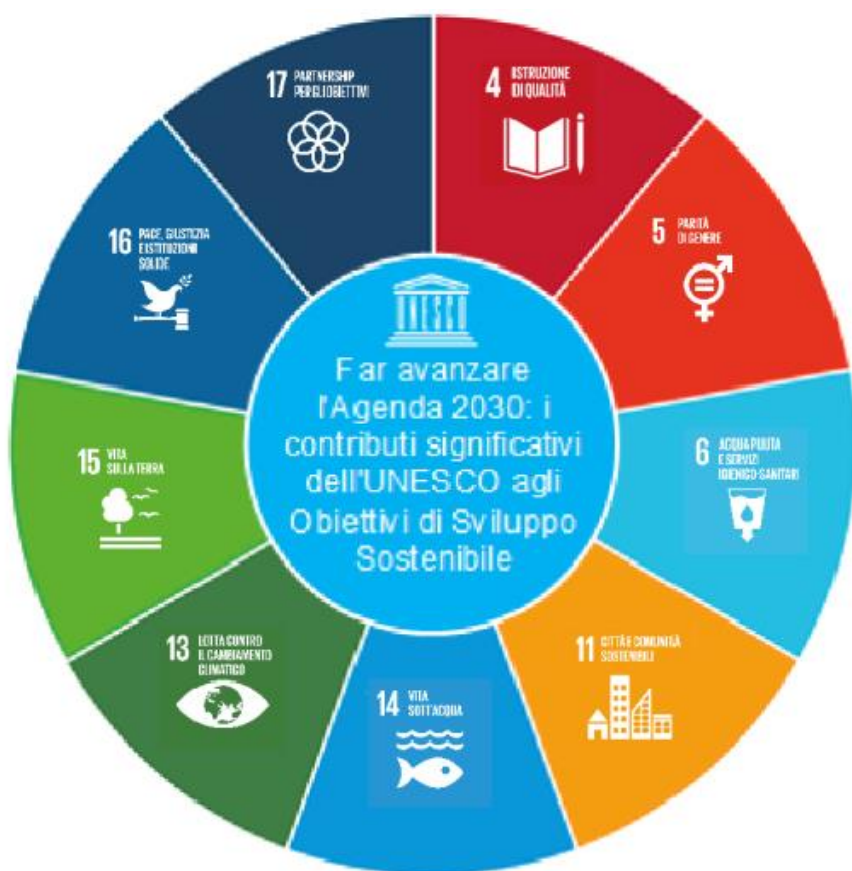 17 PARTNERSHIP
PER GLI OBIETTIVI
4 ISTRUZIONE
DI QUALITÀ
5 PARITÀ
DI GENERE
6 ACQUA PULITA
E SERVIZI
IGIENICO-SANITARI
11 CITTÀ E COMUNITÀ
SOSTENIBILI
14 VITA
SOTT'ACQUA
13 LOTTA CONTRO
IL CAMBIAMENTO
CLIMATICO
15 VITA
SULLA TERRA
16 PACE, GIUSTIZIA
E ISTITUZIONI
SOLIDE
UNESCO
Far avanzare
l'Agenda 2030: i
contributi significativi
dell'UNESCO agli
Obiettivi di Sviluppo
Sostenibile